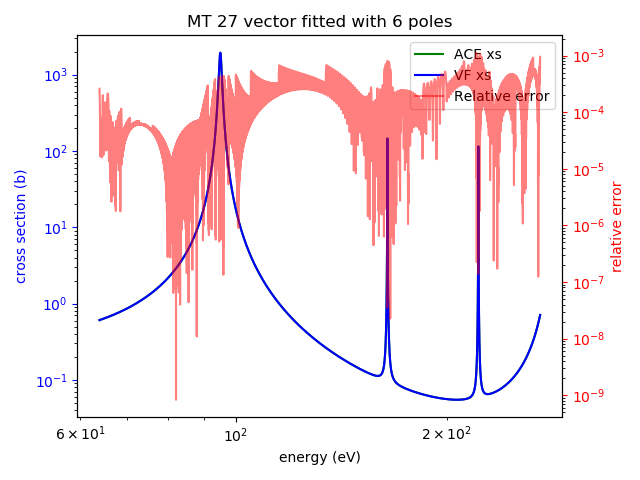 MT 27 vector fitted with 6 poles
ACE xs
VF xs
Relative error
cross section (b)
10³
10²
10¹
10⁰
10⁻¹
10⁻³
10⁻⁴
10⁻⁵
10⁻⁶
10⁻⁷
10⁻⁸
10⁻⁹
relative error
6 × 10¹
10²
2 × 10²
energy (eV)